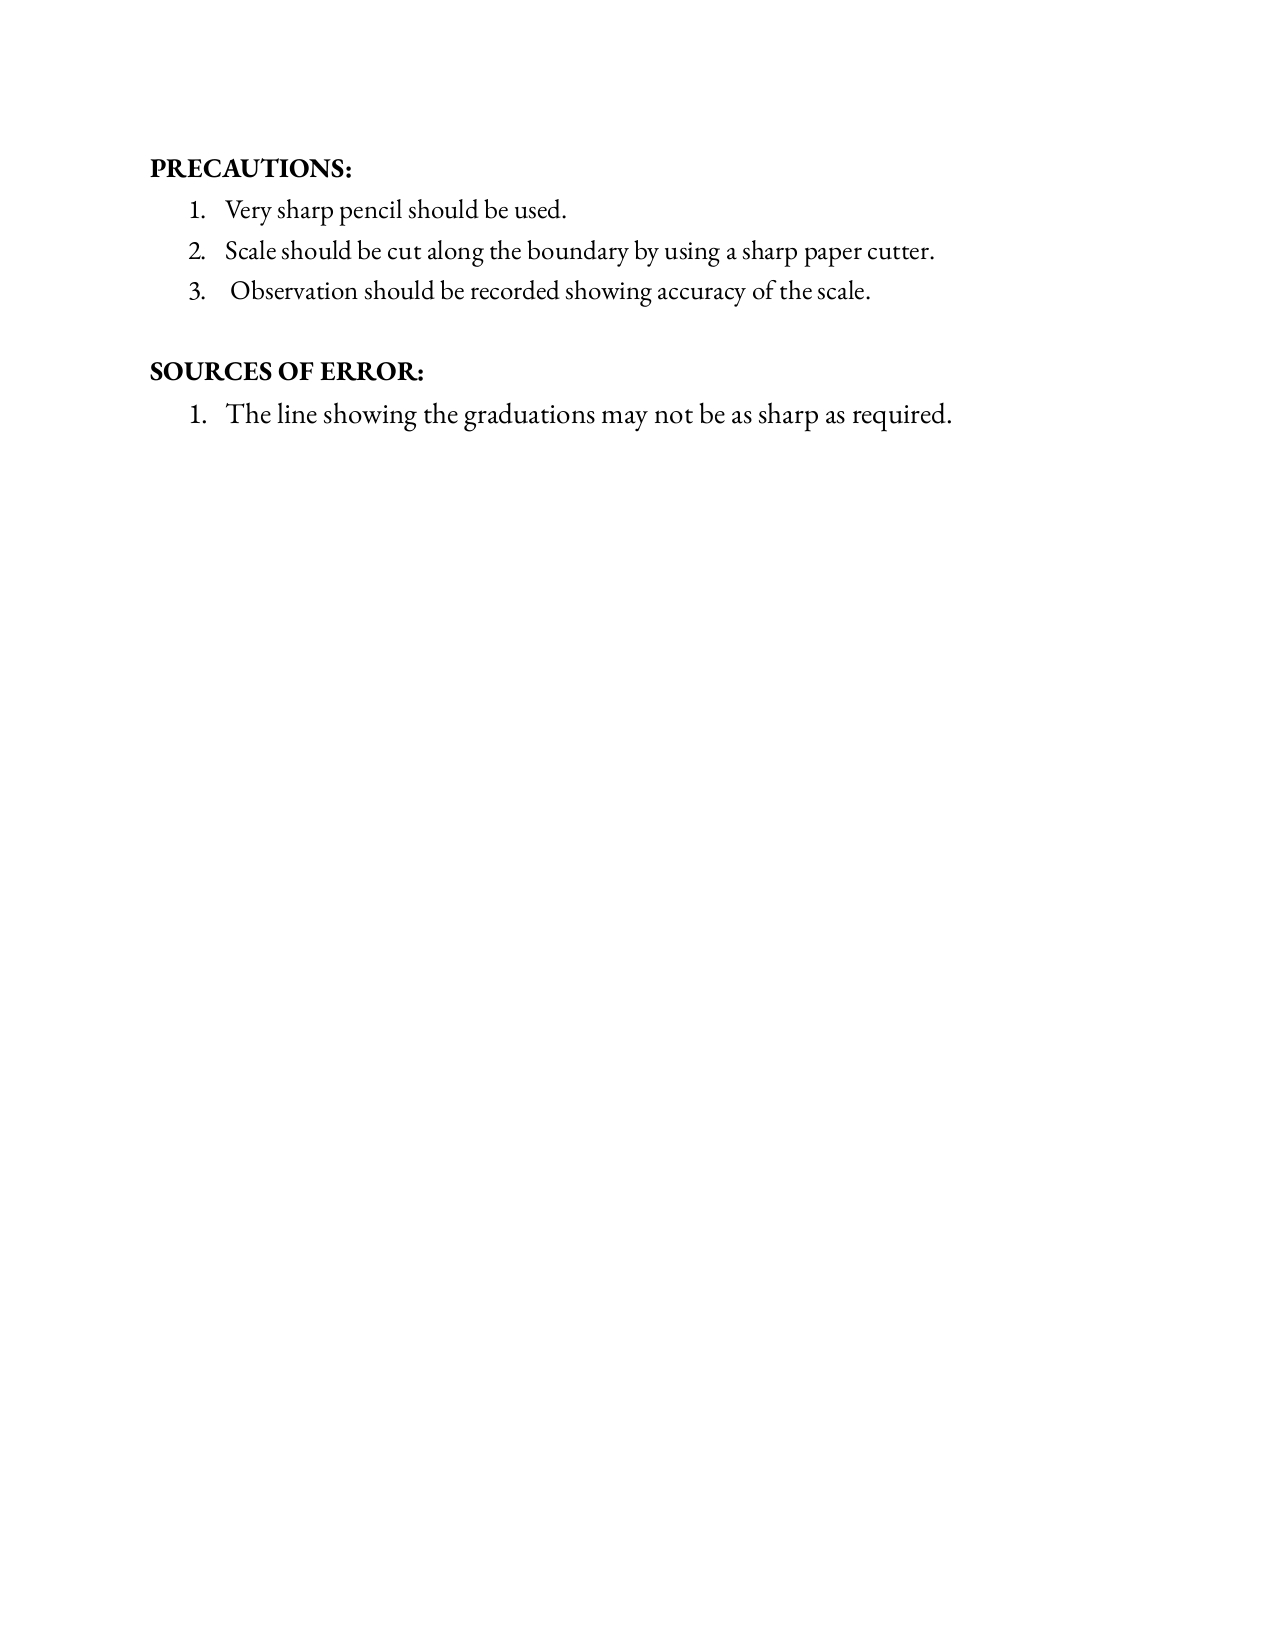 PRECAUTIONS:
1. Very sharp pencil should be used.
2. Scale should be cut along the boundary by using a sharp paper cutter.
3. Observation should be recorded showing accuracy of the scale.
SOURCES OF ERROR:
1. The line showing the graduations may not be as sharp as required.